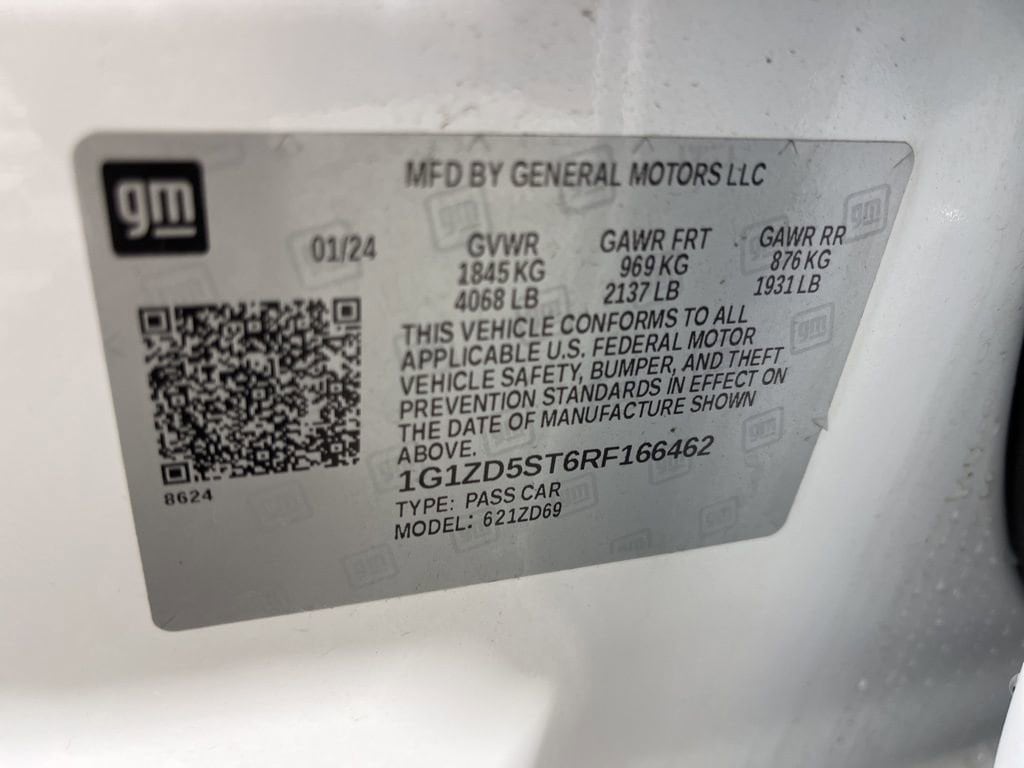 gm
MFD BY GENERAL MOTORS LLC
01/24
GVWR GAWR FRT GAWR RR
1845 KG 969 KG 876 KG
4068 LB 2137 LB 1931 LB
THIS VEHICLE CONFORMS TO ALL
APPLICABLE U.S. FEDERAL MOTOR
VEHICLE SAFETY, BUMPER, AND THEFT
PREVENTION STANDARDS IN EFFECT ON
THE DATE OF MANUFACTURE SHOWN
ABOVE.
1G1ZD5ST6RF166462
TYPE: PASS CAR
MODEL: 621ZD69
8624